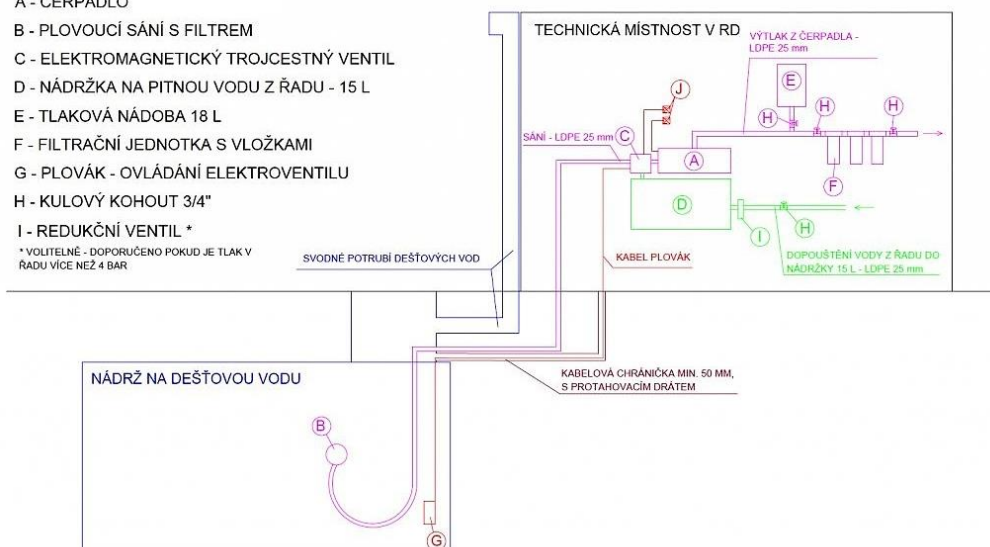 A - ČERPADLO
B - PLOVOUCÍ SÁNÍ S FILTREM
C - ELEKTROMAGNETICKÝ TROJCESTNÝ VENTIL
D - NÁDRŽKA NA PITNOU VODU Z ŘADU - 15 L
E - TLAKOVÁ NÁDOBA 18 L
F - FILTRAČNÍ JEDNOTKA S VLOŽKAMI
G - PLOVÁK - OVLÁDÁNÍ ELEKTROVENTILU
H - KULOVÝ KOHOUT 3/4"
I - REDUKČNÍ VENTIL *
* VOLITELNĚ - DOPORUČENO POKUD JE TLAK V
ŘADU VÍCE NEŽ 4 BAR
SVODNÉ POTRUBÍ DEŠŤOVÝCH VOD
TECHNICKÁ MÍSTNOST V RD
VÝTLAK Z ČERPADLA -
LDPE 25 mm
E
J
H
H
H
SÁNÍ - LDPE 25 mm
C
A
F
D
H
I
KABEL PLOVÁK
DOPOUŠTĚNÍ VODY Z ŘADU DO
NÁDRŽKY 15 L - LDPE 25 mm
KABELOVÁ CHRÁNIČKA MIN. 50 MM,
S PROTAHOVACÍM DRÁTEM
NÁDRŽ NA DEŠŤOVOU VODU
B
G